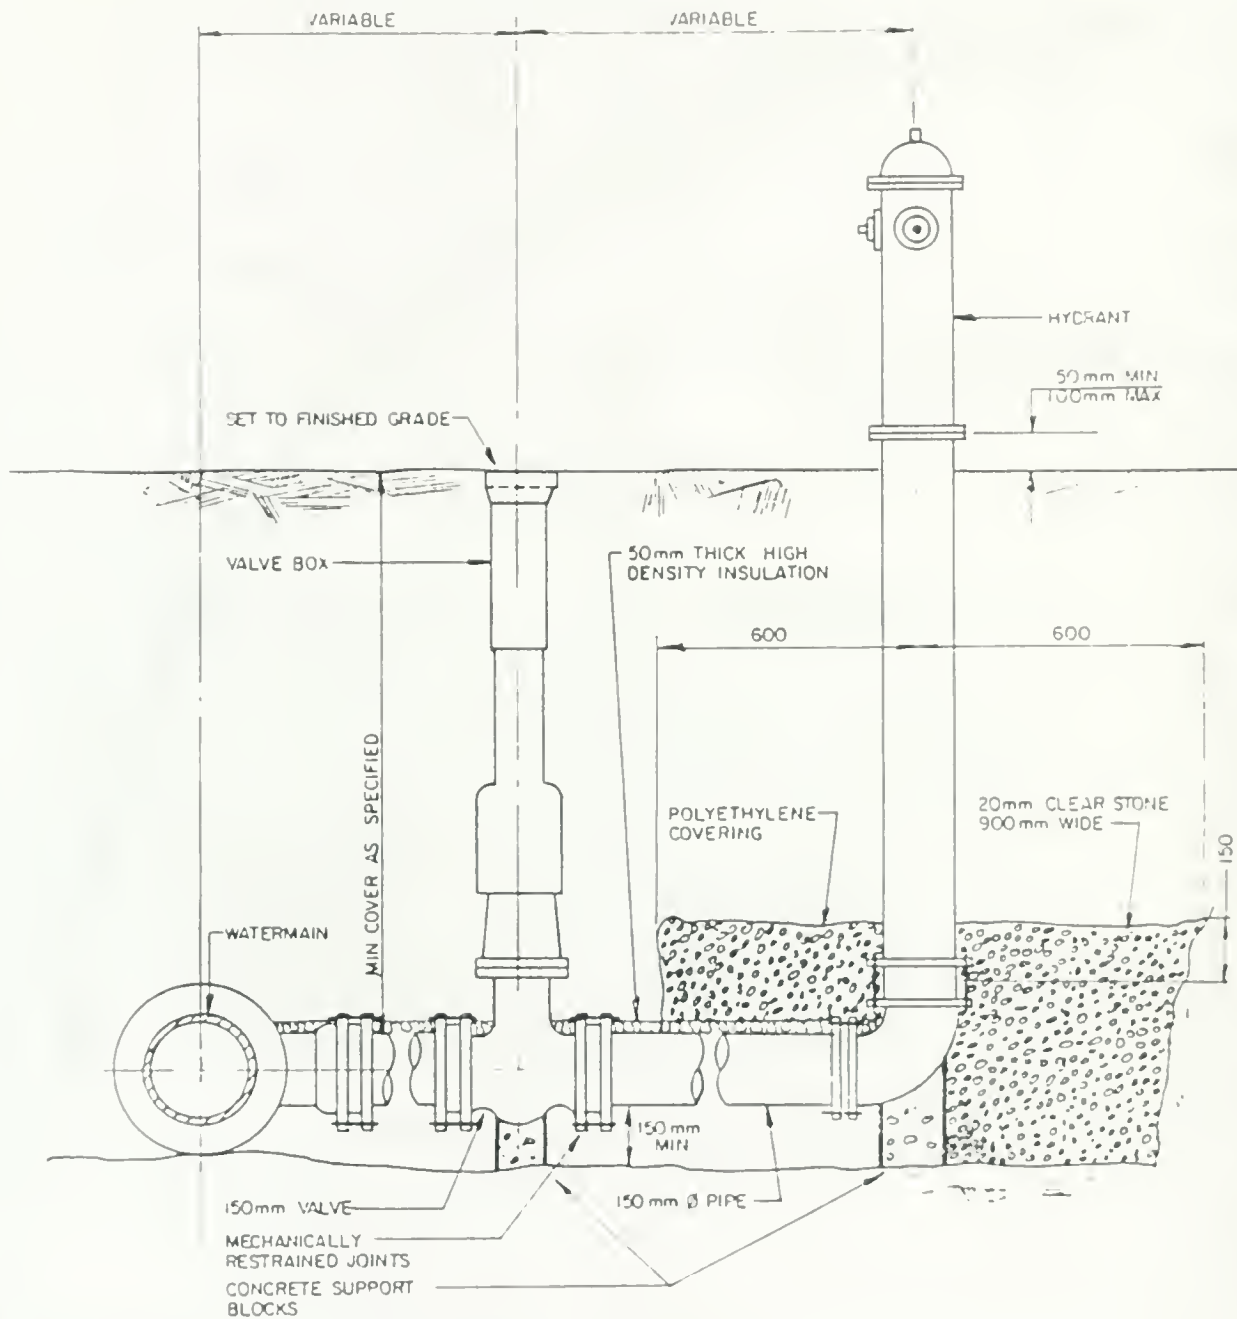 VARIABLE
VARIABLE
HYDRANT
50mm MIN
100mm MAX
SET TO FINISHED GRADE
VALVE BOX
50mm THICK HIGH
DENSITY INSULATION
600
600
MIN COVER AS SPECIFIED
POLYETHYLENE
COVERING
20mm CLEAR STONE
900mm WIDE
150
WATERMAIN
150mm
MIN
150mm VALVE
150mm Ø PIPE
MECHANICALLY
RESTRAINED JOINTS
CONCRETE SUPPORT
BLOCKS